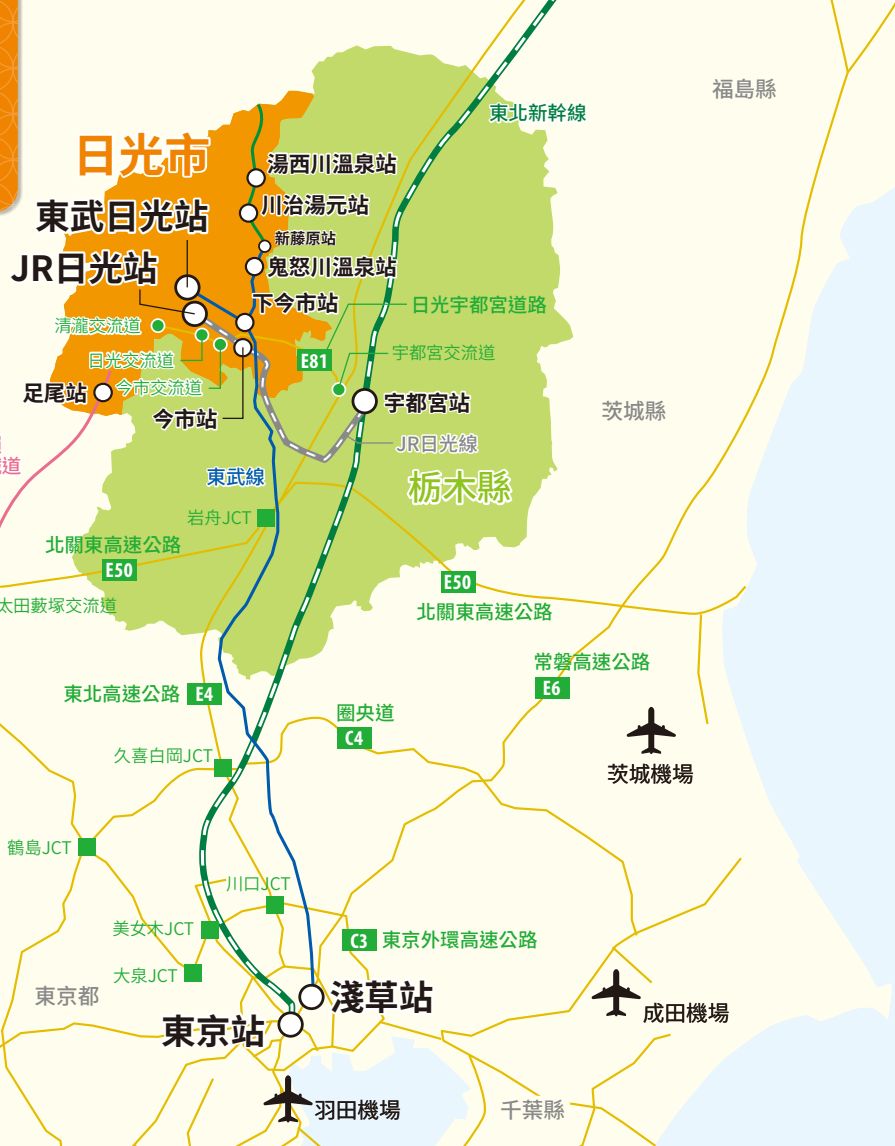 福島縣
東北新幹線
日光市
湯西川溫泉站
東武日光站
川治湯元站
新藤原站
JR日光站
鬼怒川溫泉站
下今市站
日光宇都宮道路
清瀧交流道
宇都宮交流道
日光交流道
E81
今市交流道
足尾站
宇都宮站
今市站
茨城縣
JR日光線
道
東武線
栃木縣
岩舟JCT
北關東高速公路
E50
E50
太田藪塚交流道
北關東高速公路
常磐高速公路
E6
東北高速公路
E4
圈央道
C4
久喜白岡JCT
茨城機場
鶴島JCT
川口JCT
美女木JCT
C3
東京外環高速公路
大泉JCT
東京都
淺草站
成田機場
東京站
羽田機場
千葉縣